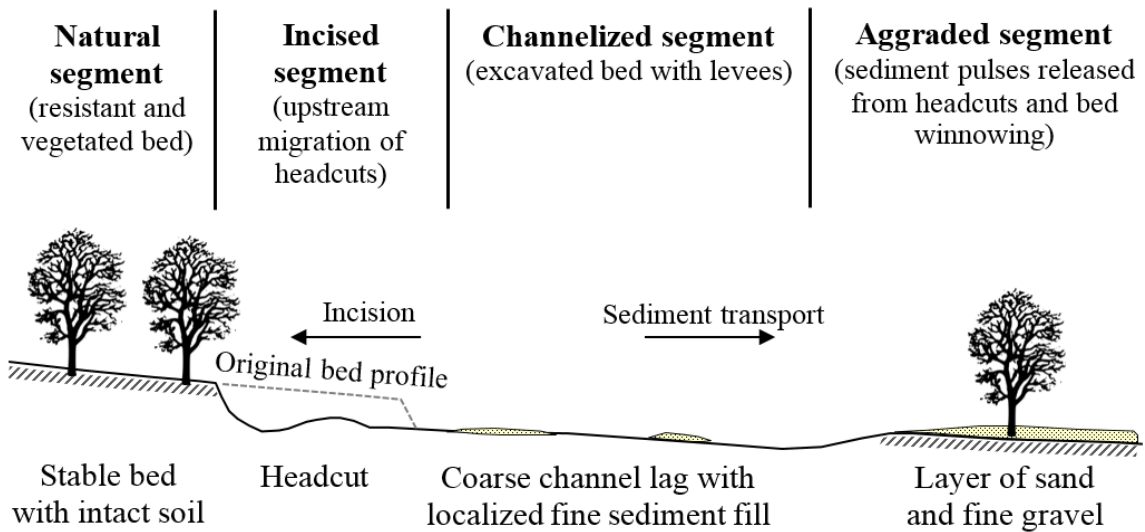 Natural
segment
(resistant and
vegetated bed)
Incised
segment
(upstream
migration of
headcuts)
Channelized segment
(excavated bed with levees)
Aggraded segment
(sediment pulses released
from headcuts and bed
winnowing)
Incision
Sediment transport
Original bed profile
Stable bed
with intact soil
Headcut
Coarse channel lag with
localized fine sediment fill
Layer of sand
and fine gravel